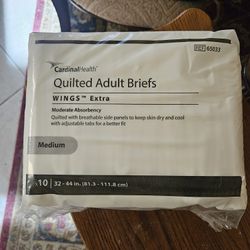 CardinalHealth™
REF 65033
Quilted Adult Briefs
WINGS™ Extra
Moderate Absorbency
Quilted with breathable side panels to keep skin dry and cool
with adjustable tabs for a better fit
Medium
10
32 - 44 in. (81.3 - 111.8 cm)